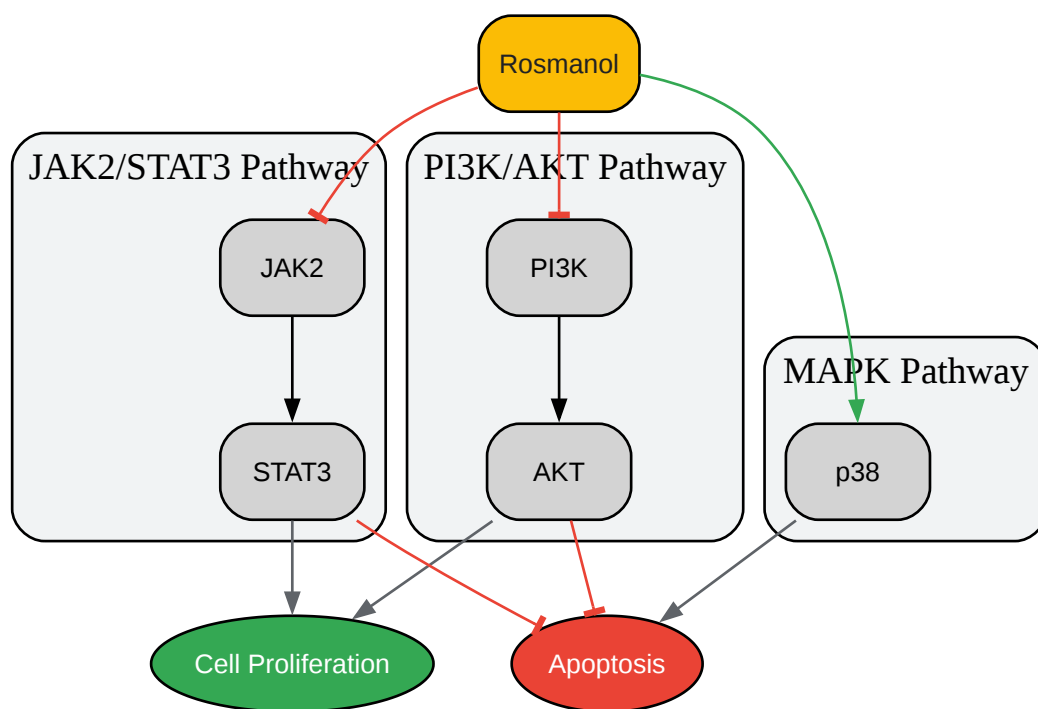 Rosmanol
JAK2/STAT3 Pathway
PI3K/AKT Pathway
JAK2
PI3K
MAPK Pathway
STAT3
AKT
p38
Cell Proliferation
Apoptosis